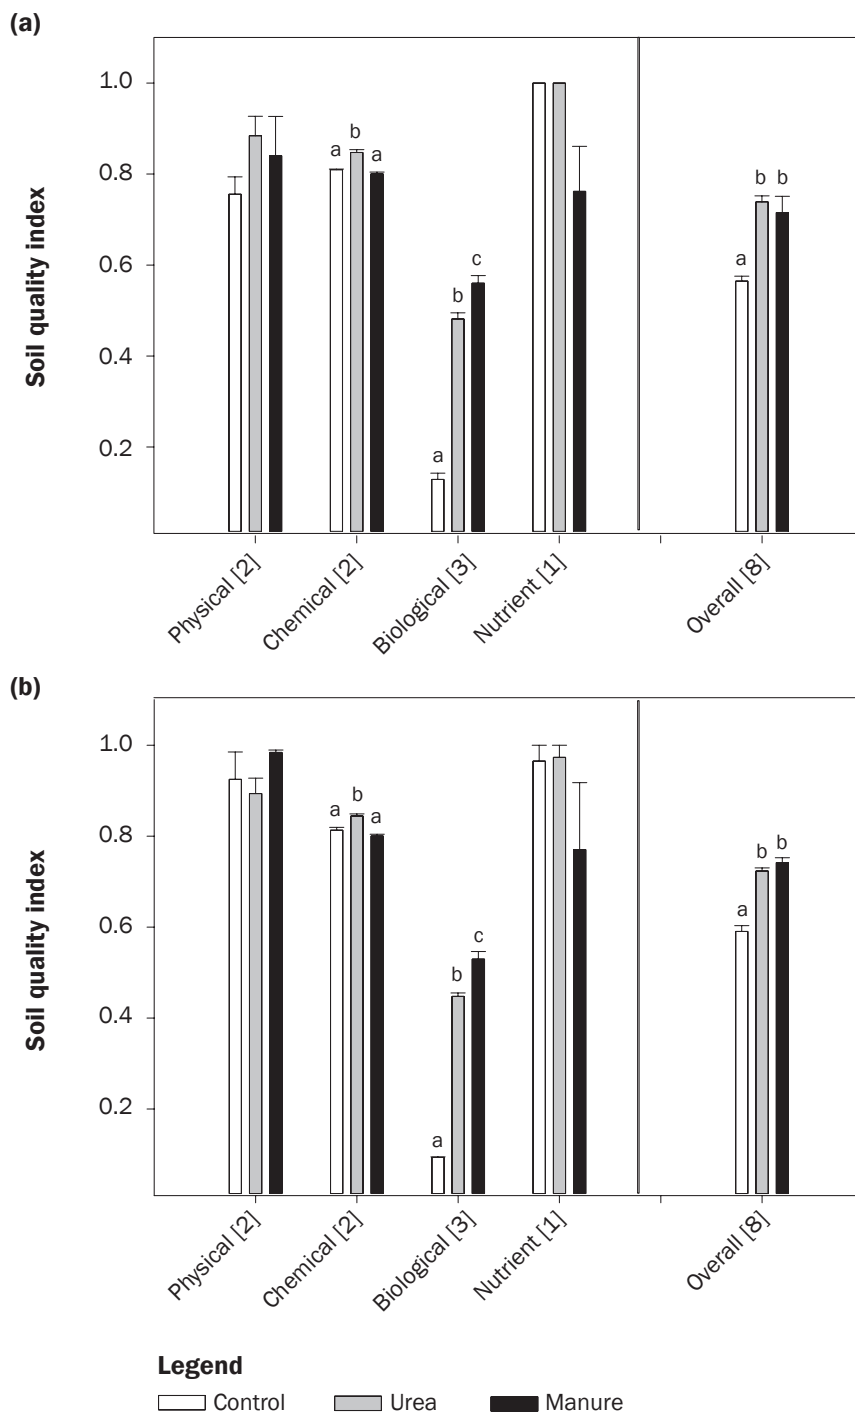 (a)
Soil quality index
1.0
0.8
0.6
0.4
0.2
a
b
a
a
b
c
a
b
b
Physical [2]
Chemical [2]
Biological [3]
Nutrient [1]
Overall [8]
(b)
Soil quality index
1.0
0.8
0.6
0.4
0.2
a
b
a
a
b
c
a
b
b
Physical [2]
Chemical [2]
Biological [3]
Nutrient [1]
Overall [8]
Legend
Control Urea Manure